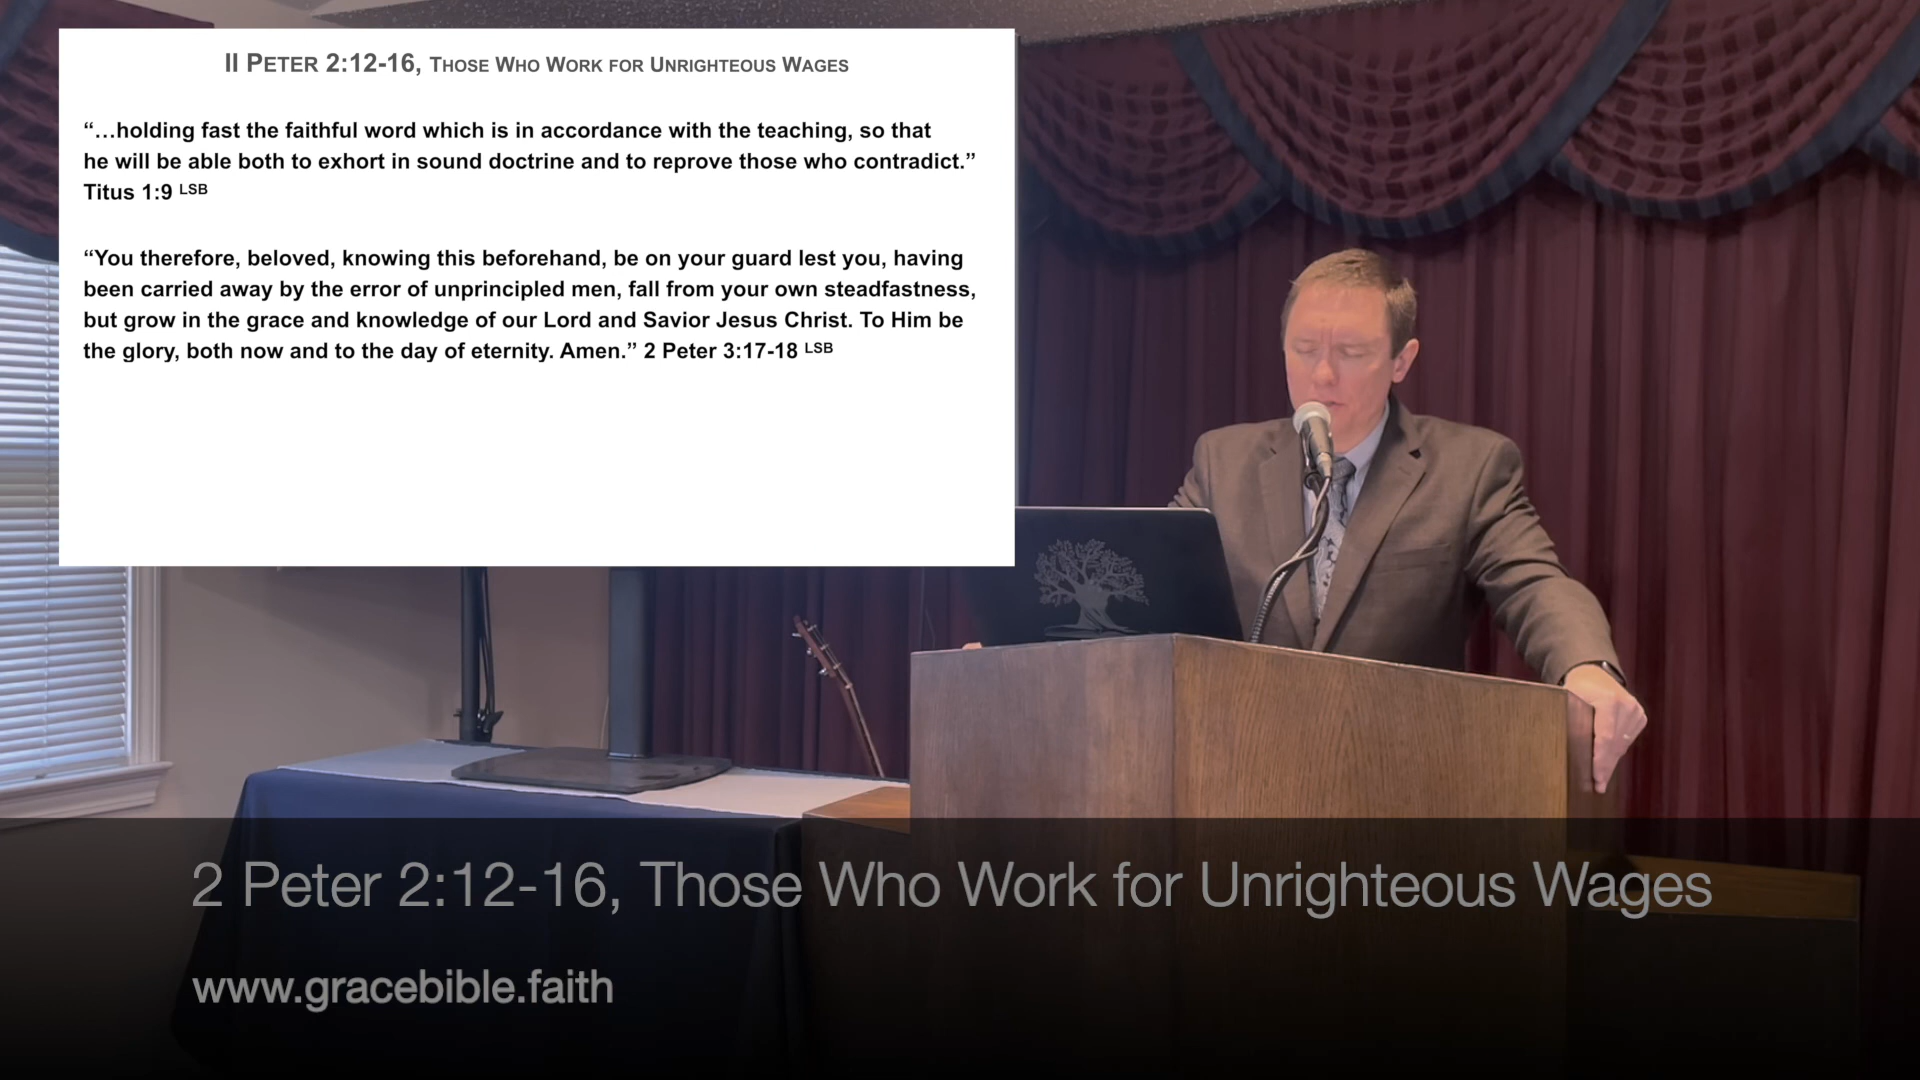 II PETER 2:12-16, THOSE WHO WORK FOR UNRIGHTEOUS WAGES
“…holding fast the faithful word which is in accordance with the teaching, so that
he will be able both to exhort in sound doctrine and to reprove those who contradict.”
Titus 1:9 LSB
“You therefore, beloved, knowing this beforehand, be on your guard lest you, having
been carried away by the error of unprincipled men, fall from your own steadfastness,
but grow in the grace and knowledge of our Lord and Savior Jesus Christ. To Him be
the glory, both now and to the day of eternity. Amen.” 2 Peter 3:17-18 LSB
2 Peter 2:12-16, Those Who Work for Unrighteous Wages
www.gracebible.faith